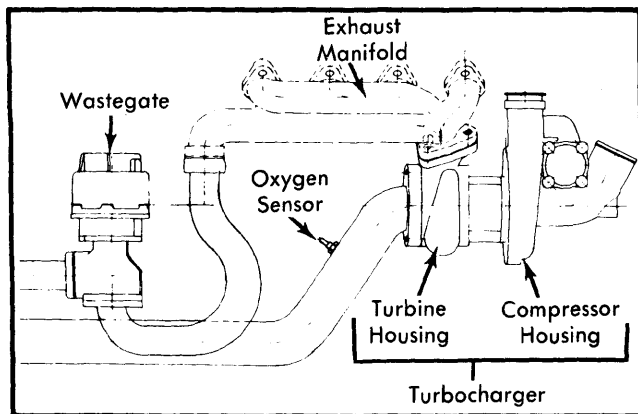 Exhaust
Manifold
Wastegate
Oxygen
Sensor
Turbine
Housing
Compressor
Housing
Turbocharger